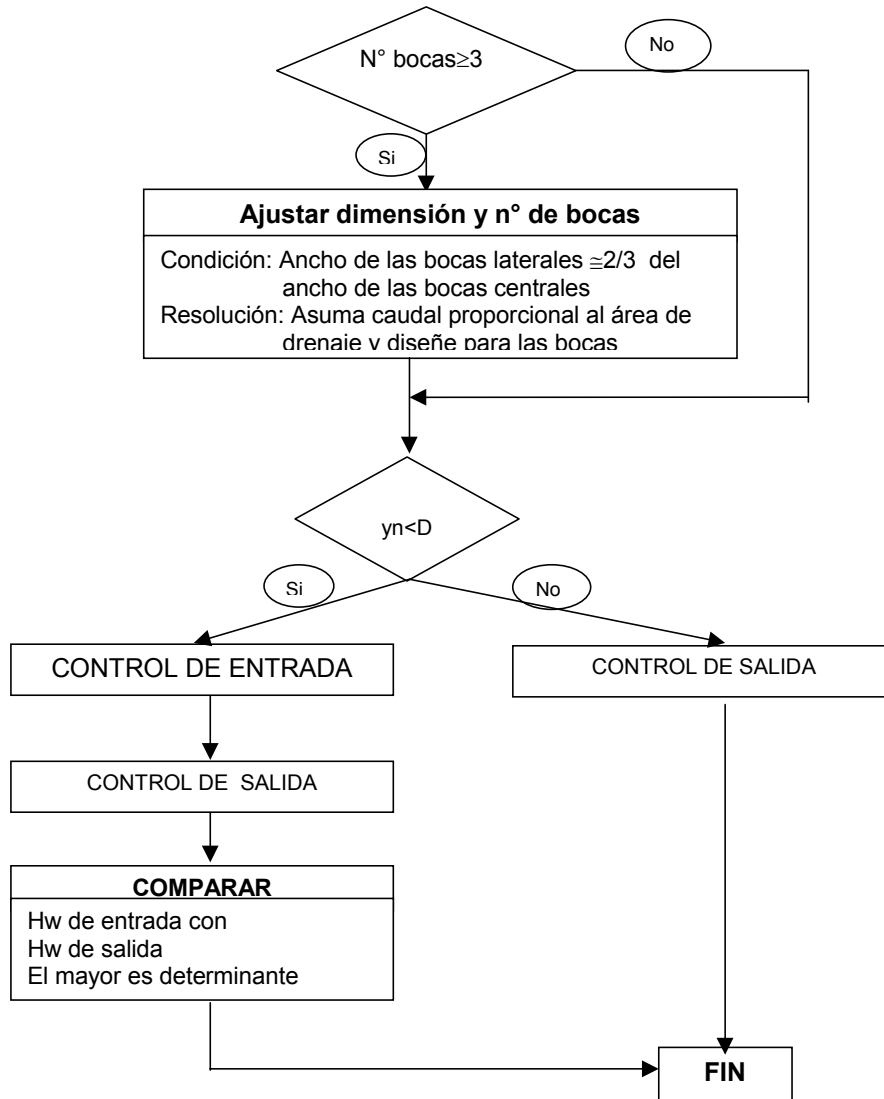 N° bocas≥3
No
Si
Ajustar dimensión y n° de bocas
Condición: Ancho de las bocas laterales ≅2/3 del
ancho de las bocas centrales
Resolución: Asuma caudal proporcional al área de
drenaje y diseñe para las bocas
yn<D
Si
No
CONTROL DE ENTRADA
CONTROL DE SALIDA
CONTROL DE SALIDA
COMPARAR
Hw de entrada con
Hw de salida
El mayor es determinante
FIN